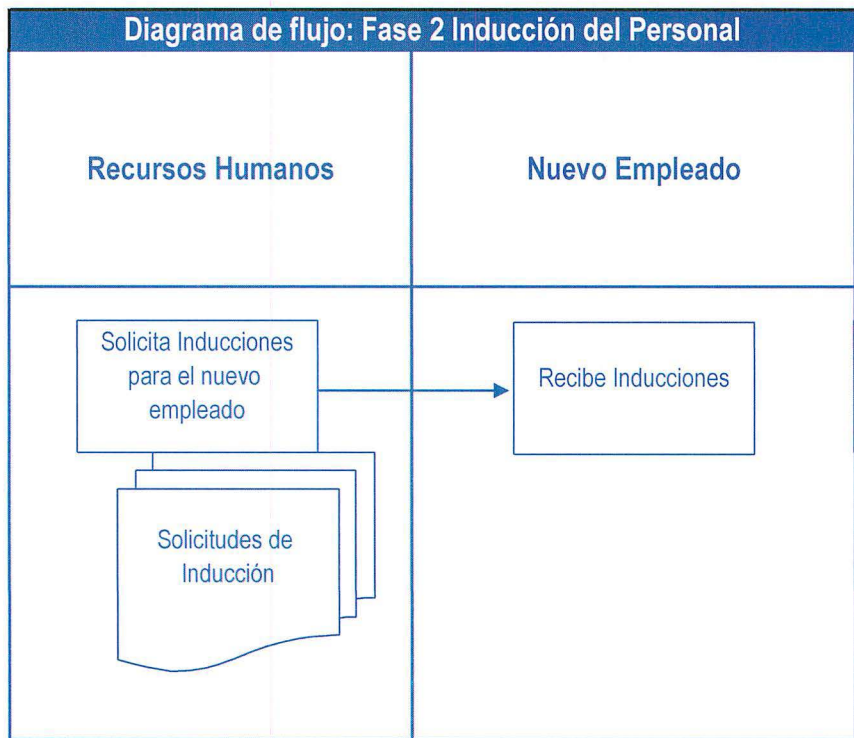 Diagrama de flujo: Fase 2 Inducción del Personal
Recursos Humanos
Nuevo Empleado
Solicita Inducciones
para el nuevo
empleado
Recibe Inducciones
Solicitudes de
Inducción